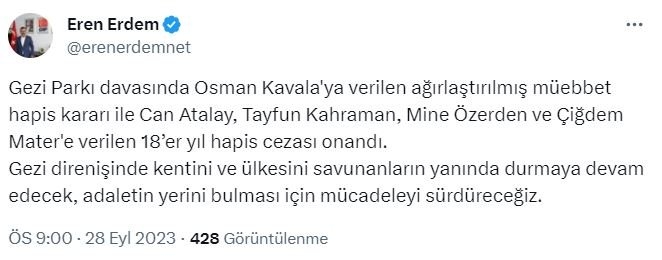 Eren Erdem
@erenerdemnet
Gezi Parkı davasında Osman Kavala'ya verilen ağırlaştırılmış müebbet
hapis kararı ile Can Atalay, Tayfun Kahraman, Mine Özerden ve Çiğdem
Mater'e verilen 18’er yıl hapis cezası onandı.
Gezi direnişinde kentini ve ülkesini savunanların yanında durmaya devam
edecek, adaletin yerini bulması için mücadeleyi sürdüreceğiz.
ÖS 9:00 · 28 Eyl 2023 · 428 Görüntülenme